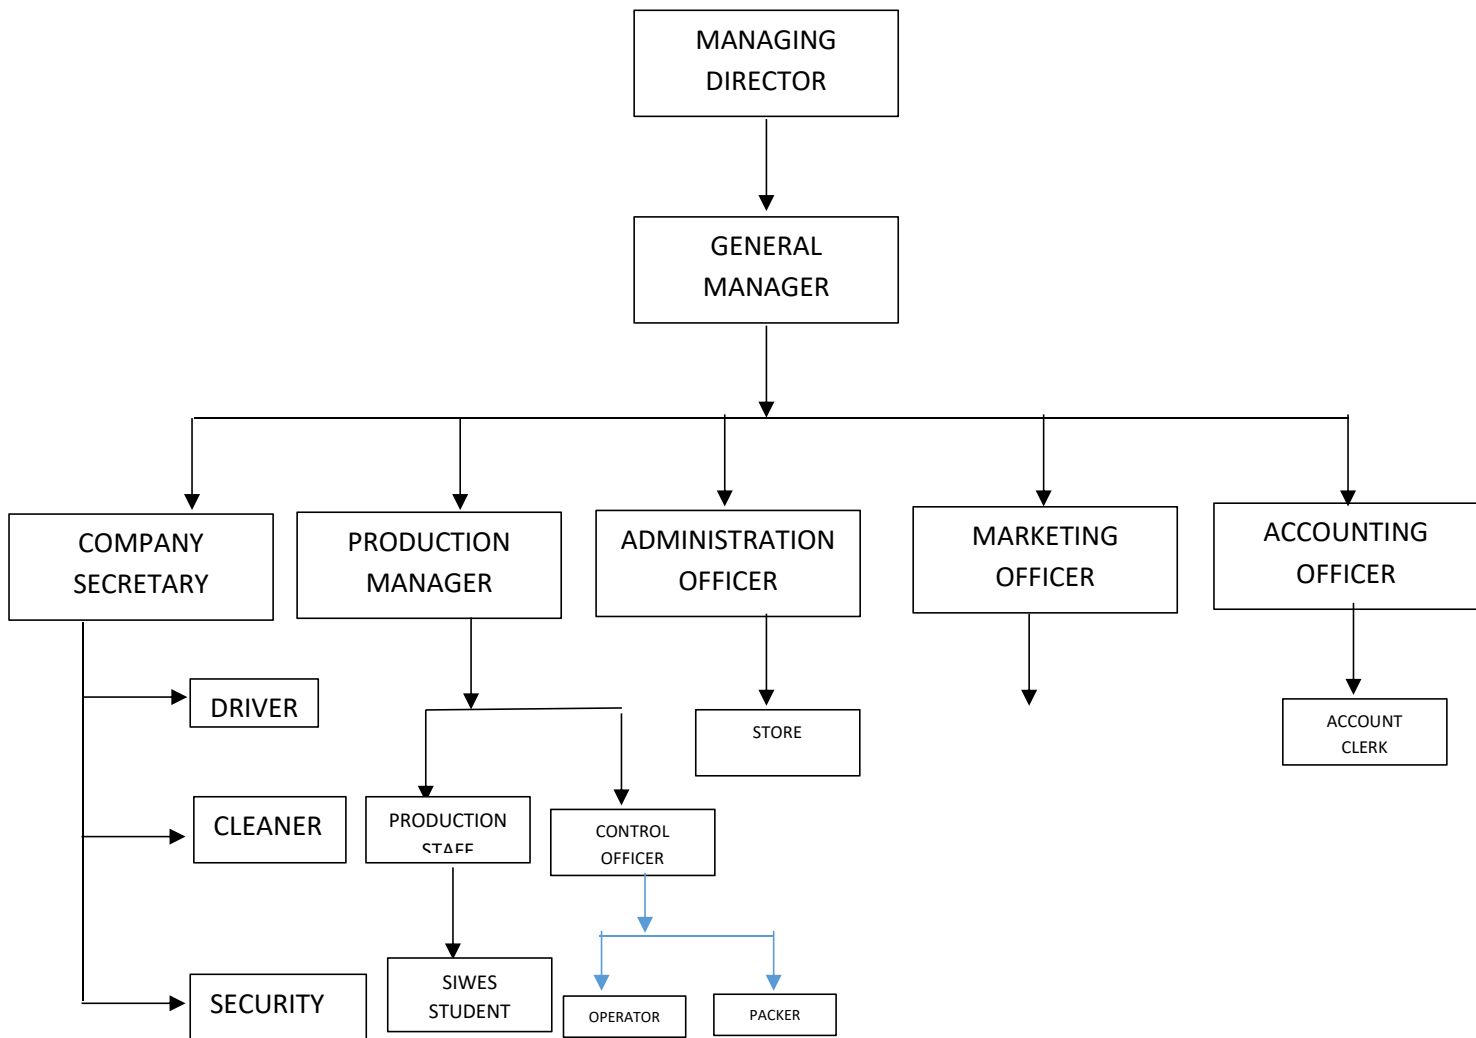 MANAGING
DIRECTOR
GENERAL
MANAGER
COMPANY
SECRETARY
PRODUCTION
MANAGER
ADMINISTRATION
OFFICER
MARKETING
OFFICER
ACCOUNTING
OFFICER
DRIVER
STORE
ACCOUNT
CLERK
CLEANER
PRODUCTION
STAFF
CONTROL
OFFICER
SECURITY
SIWES
STUDENT
OPERATOR
PACKER